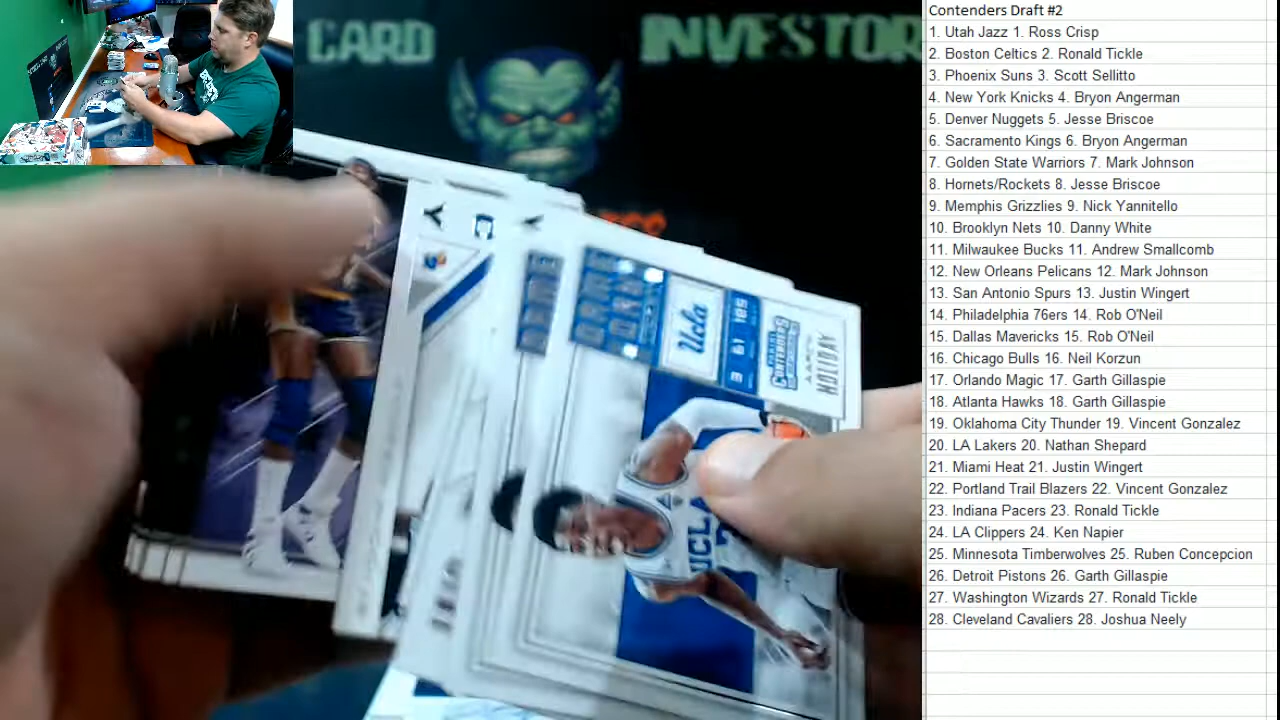 CARD INVESTOR
Contenders Draft #2
1. Utah Jazz 1. Ross Crisp
2. Boston Celtics 2. Ronald Tickle
3. Phoenix Suns 3. Scott Sellitto
4. New York Knicks 4. Bryon Angerman
5. Denver Nuggets 5. Jesse Briscoe
6. Sacramento Kings 6. Bryon Angerman
7. Golden State Warriors 7. Mark Johnson
8. Hornets/Rockets 8. Jesse Briscoe
9. Memphis Grizzlies 9. Nick Yannitello
10. Brooklyn Nets 10. Danny White
11. Milwaukee Bucks 11. Andrew Smallcomb
12. New Orleans Pelicans 12. Mark Johnson
13. San Antonio Spurs 13. Justin Wingert
14. Philadelphia 76ers 14. Rob O'Neil
15. Dallas Mavericks 15. Rob O'Neil
16. Chicago Bulls 16. Neil Korzun
17. Orlando Magic 17. Garth Gillaspie
18. Atlanta Hawks 18. Garth Gillaspie
19. Oklahoma City Thunder 19. Vincent Gonzalez
20. LA Lakers 20. Nathan Shepard
21. Miami Heat 21. Justin Wingert
22. Portland Trail Blazers 22. Vincent Gonzalez
23. Indiana Pacers 23. Ronald Tickle
24. LA Clippers 24. Ken Napier
25. Minnesota Timberwolves 25. Ruben Concepcion
26. Detroit Pistons 26. Garth Gillaspie
27. Washington Wizards 27. Ronald Tickle
28. Cleveland Cavaliers 28. Joshua Neely
AARON
HOLIDAY
PANINI
CONTENDERS
3 61 185
Ucla
UCLA